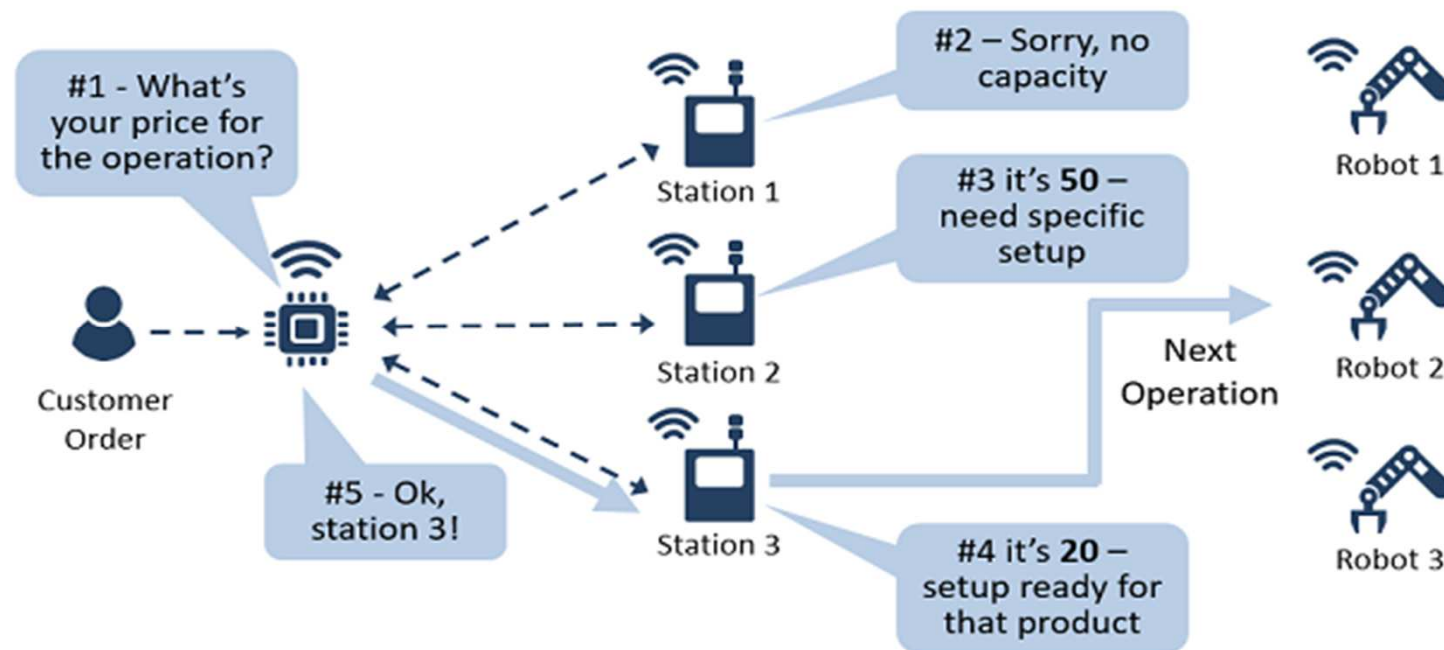 #1 - What's
your price for
the operation?
Customer
Order
#5 - Ok,
station 3!
Station 1
#2 – Sorry, no
capacity
Station 2
#3 it's 50 –
need specific
setup
Station 3
#4 it's 20 –
setup ready for
that product
Next
Operation
Robot 1
Robot 2
Robot 3